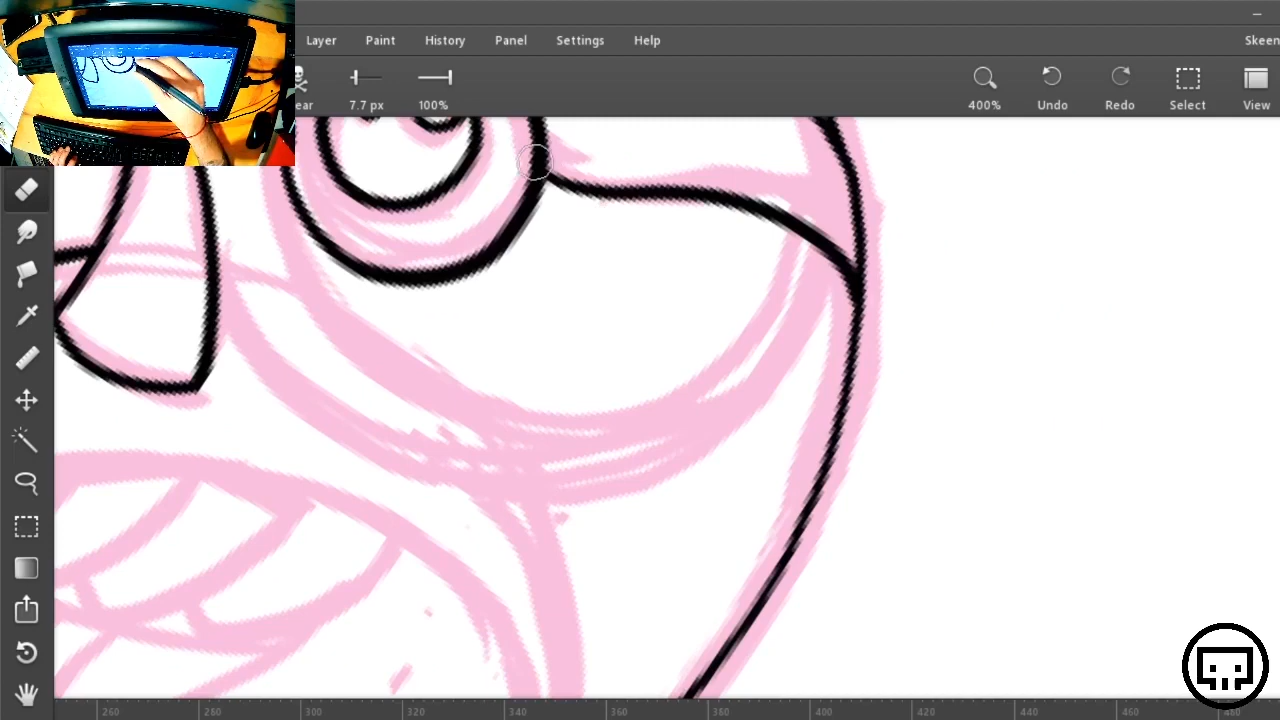 Layer Paint History Panel Settings Help Skeen
ear 7.7 px 100% 400% Undo Redo Select View
260 280 300 320 340 360 380 400 420 440 460 480